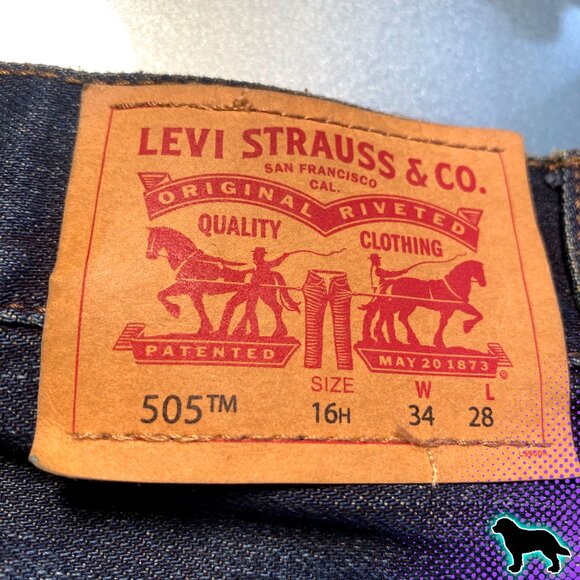 LEVI STRAUSS & CO.
SAN FRANCISCO
CAL.
ORIGINAL RIVETED
QUALITY CLOTHING
PATENTED MAY 20 1873 ®
SIZE W L
505™ 16H 34 28